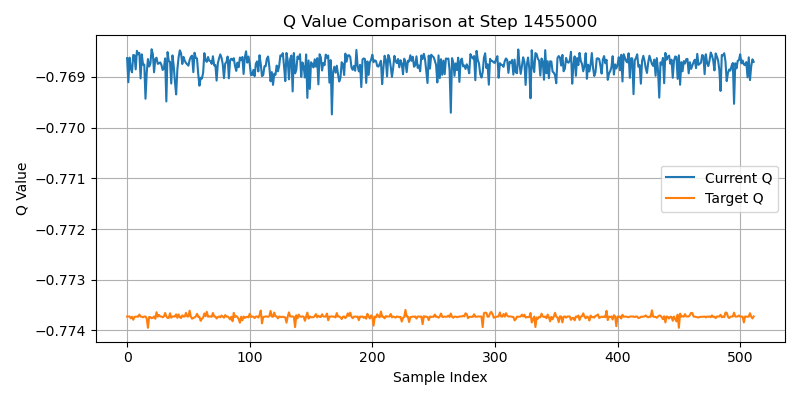 Q Value Comparison at Step 1455000
Q Value
−0.769
−0.770
−0.771
−0.772
−0.773
−0.774
Current Q
Target Q
0
100
200
300
400
500
Sample Index